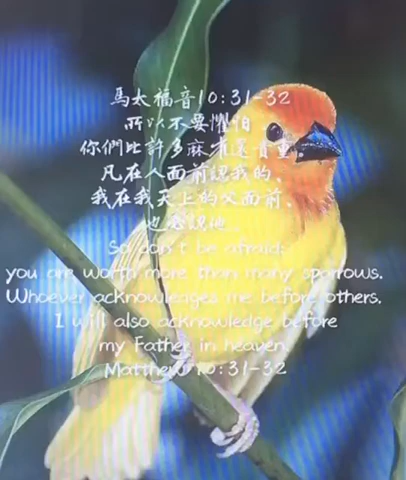 馬太福音10:31-32
所以不要懼怕，
你們比許多麻雀還貴重
凡在人面前認我的、
我在我天上的父面前、
也必認他
So don't be afraid;
you are worth more than many sparrows.
Whoever acknowledges me before others,
I will also acknowledge before
my Father in heaven.
Matthew 10:31-32